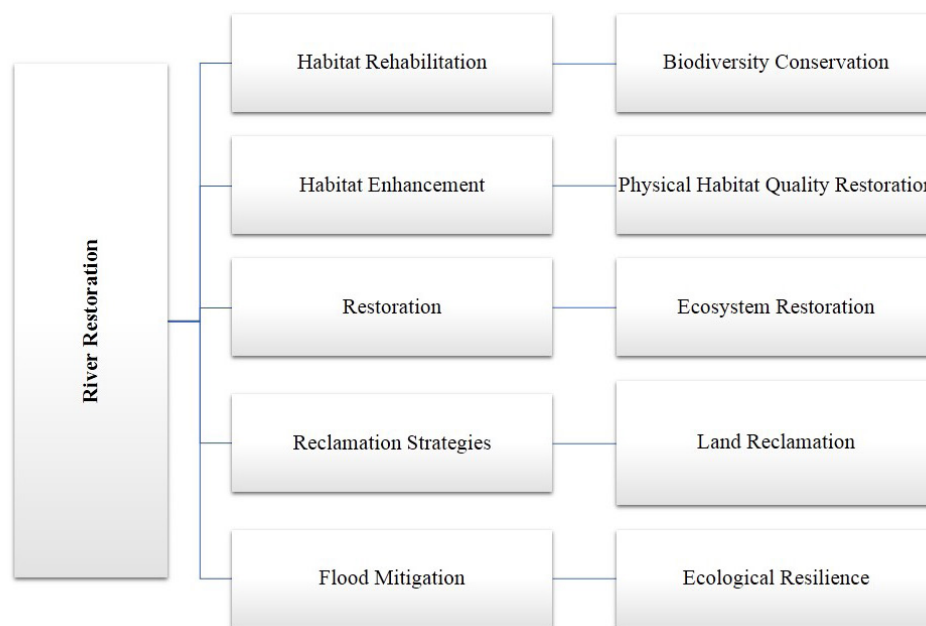 River Restoration
Habitat Rehabilitation
Biodiversity Conservation
Habitat Enhancement
Physical Habitat Quality Restoration
Restoration
Ecosystem Restoration
Reclamation Strategies
Land Reclamation
Flood Mitigation
Ecological Resilience